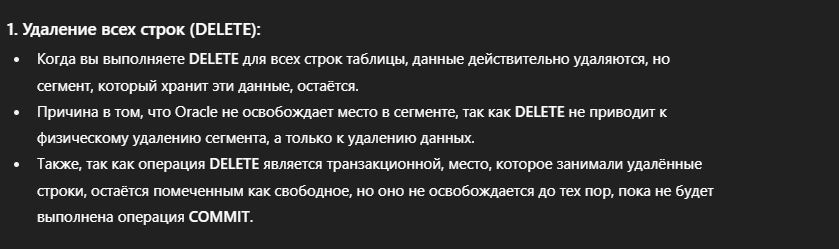 1. Удаление всех строк (DELETE):
• Когда вы выполняете DELETE для всех строк таблицы, данные действительно удаляются, но
сегмент, который хранит эти данные, остаётся.
• Причина в том, что Oracle не освобождает место в сегменте, так как DELETE не приводит к
физическому удалению сегмента, а только к удалению данных.
• Также, так как операция DELETE является транзакционной, место, которое занимали удалённые
строки, остаётся помеченным как свободное, но оно не освобождается до тех пор, пока не будет
выполнена операция COMMIT.